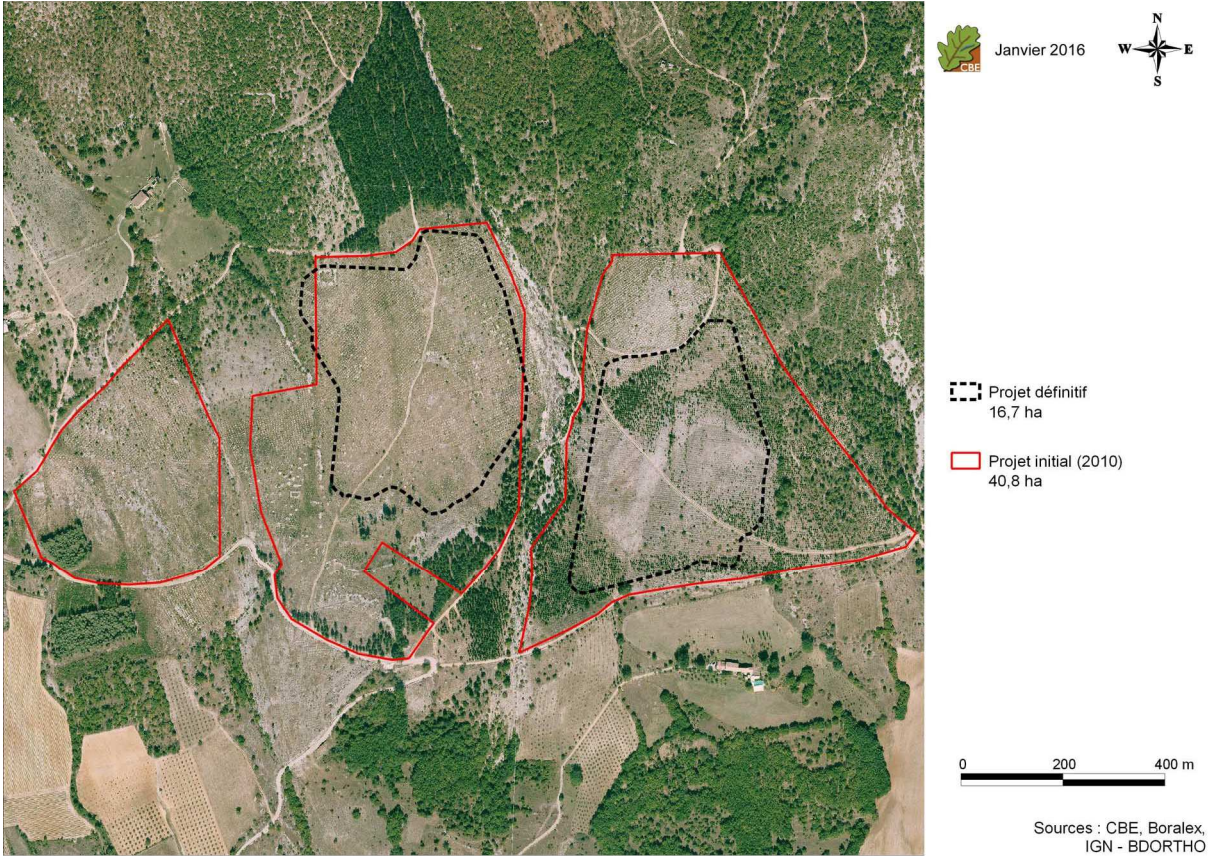 CBE
Janvier 2016
N
W E
S
Projet définitif
16,7 ha
Projet initial (2010)
40,8 ha
0 200 400 m
Sources : CBE, Boralex,
IGN - BDORTHO